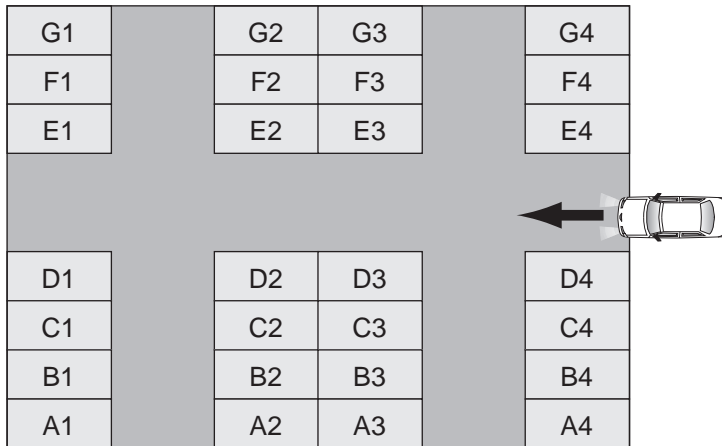 G1 G2 G3 G4
F1 F2 F3 F4
E1 E2 E3 E4
D1 D2 D3 D4
C1 C2 C3 C4
B1 B2 B3 B4
A1 A2 A3 A4